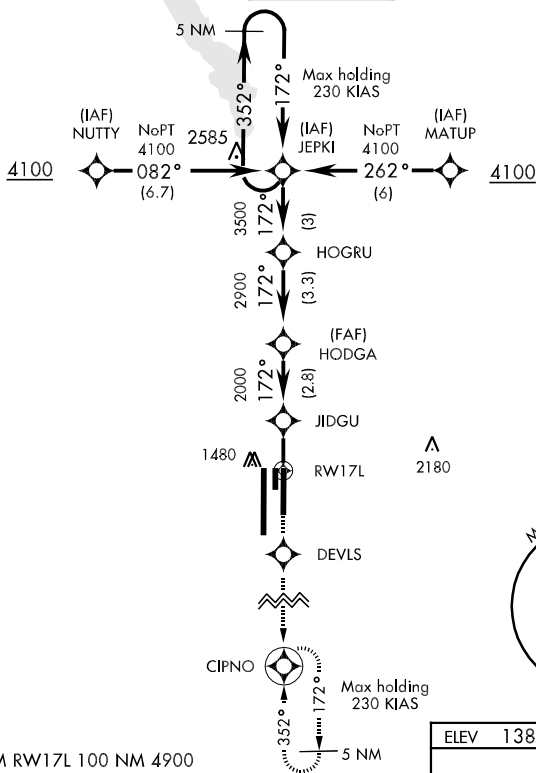 5 NM
352°
172°
Max holding
230 KIAS
(IAF)
NUTTY
NoPT
4100
082°
(6.7)
4100
2585
(IAF)
JEPKI
NoPT
4100
262°
(6)
(IAF)
MATUP
4100
3500
172°
(3)
HOGRU
2900
172°
(3.3)
(FAF)
HODGA
2000
172°
(2.8)
JIDGU
1480
RW17L
2180
DEVLS
CIPNO
352°
172°
Max holding
230 KIAS
5 NM
M RW17L 100 NM 4900
ELEV 138